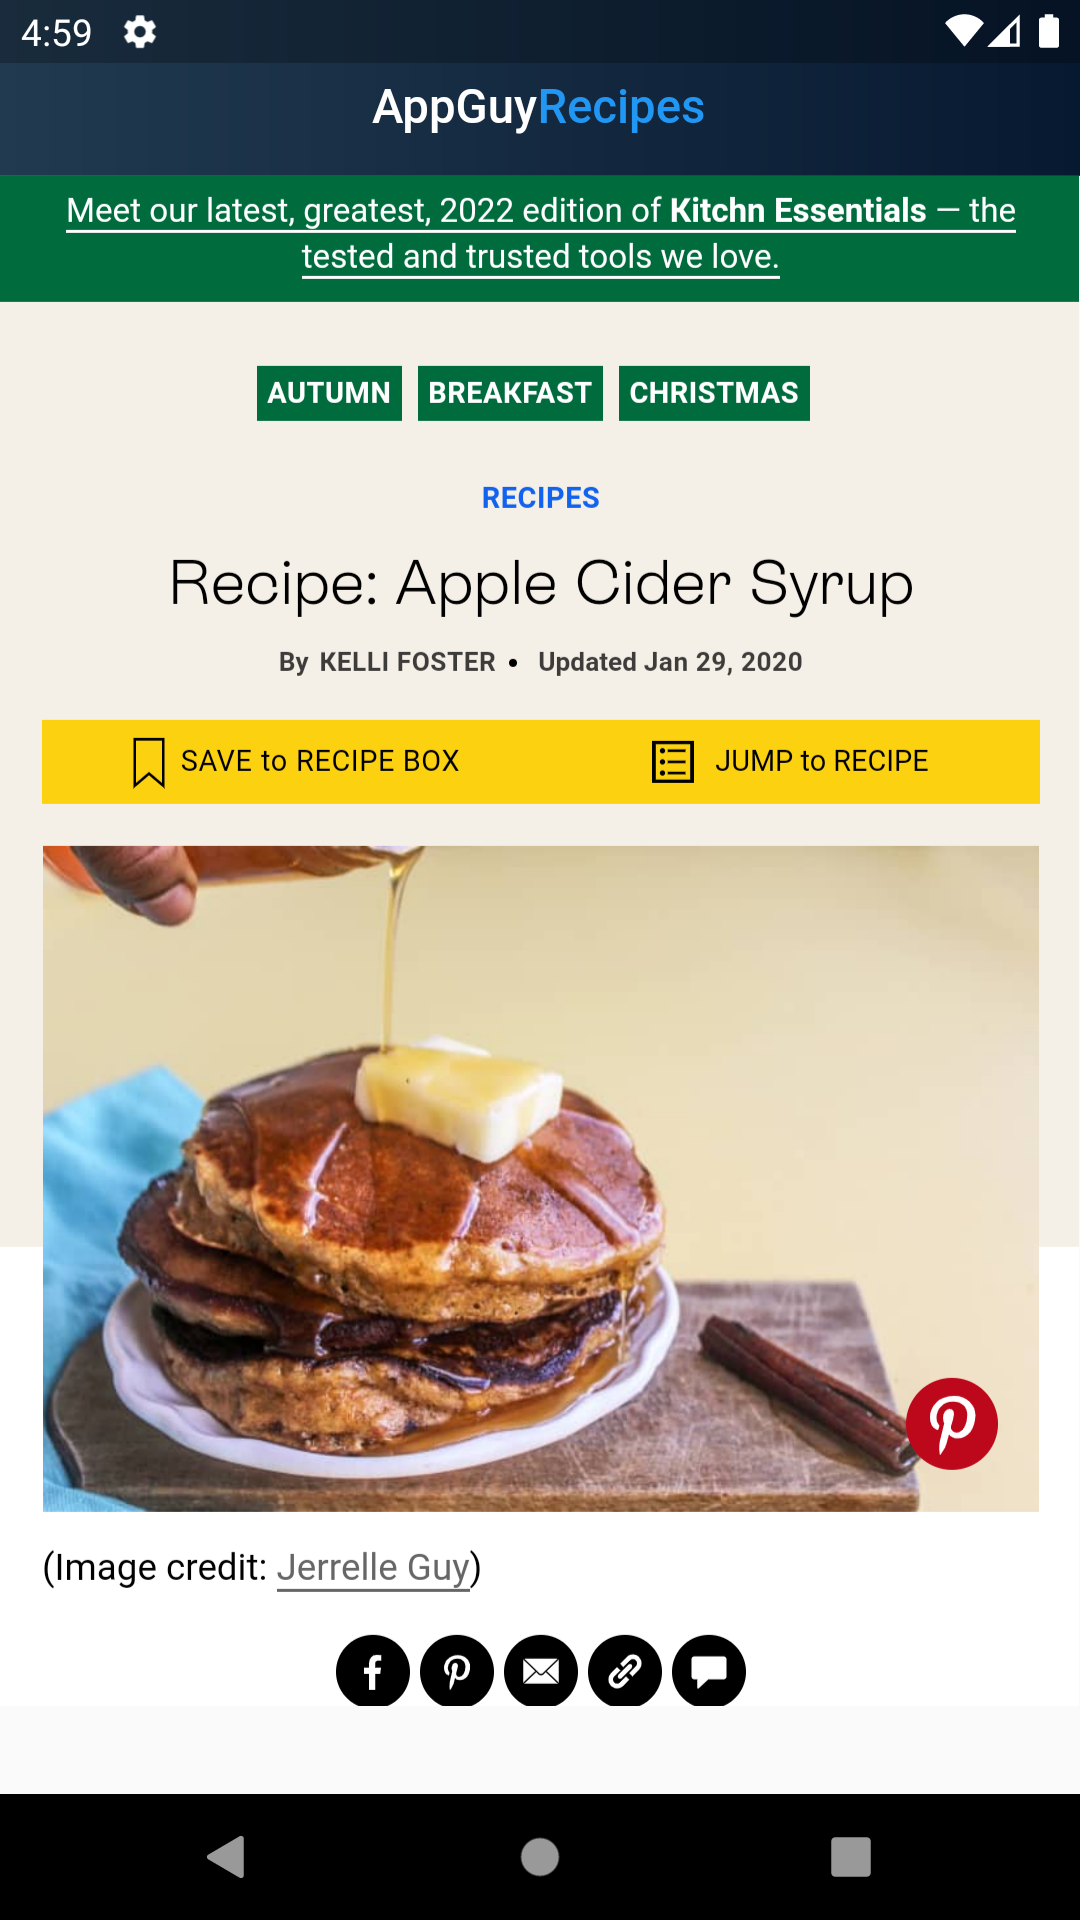 4:59
AppGuyRecipes
Meet our latest, greatest, 2022 edition of Kitchn Essentials — the
tested and trusted tools we love.
AUTUMN BREAKFAST CHRISTMAS
RECIPES
Recipe: Apple Cider Syrup
By KELLI FOSTER • Updated Jan 29, 2020
SAVE to RECIPE BOX JUMP to RECIPE
(Image credit: Jerrelle Guy)